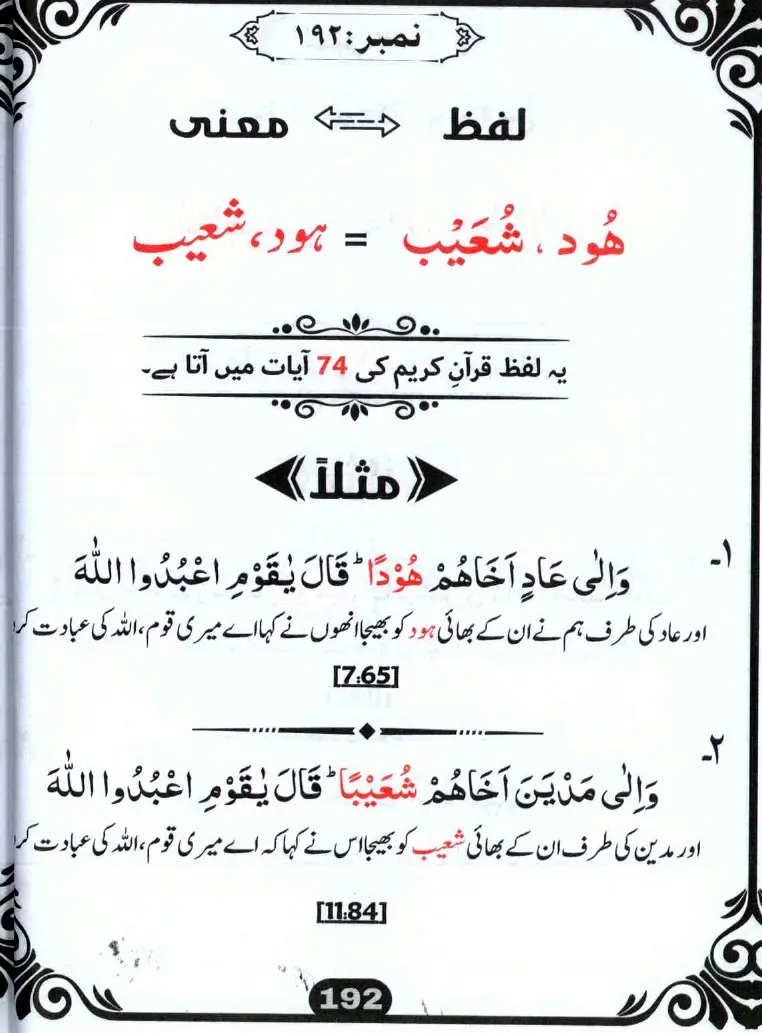 نمبر:۱۹۲
لفظ معنی
هُود ، شُعَيْب = ہود، شعیب
یہ لفظ قرآنِ کریم کی 74 آیات میں آتا ہے۔
مثلاً
۱-
وَاِلٰى عَادٍ اَخَاهُمْ هُوْدًا ؕ قَالَ يٰقَوْمِ اعْبُدُوا اللّٰهَ
اور عاد کی طرف ہم نے ان کے بھائی ہود کو بھیجا انھوں نے کہا اے میری قوم، اللہ کی عبادت کرو
[7:65]
۲-
وَاِلٰى مَدْيَنَ اَخَاهُمْ شُعَيْبًا ؕ قَالَ يٰقَوْمِ اعْبُدُوا اللّٰهَ
اور مدین کی طرف ان کے بھائی شعیب کو بھیجا اس نے کہا کہ اے میری قوم، اللہ کی عبادت کرو
[11:84]
192